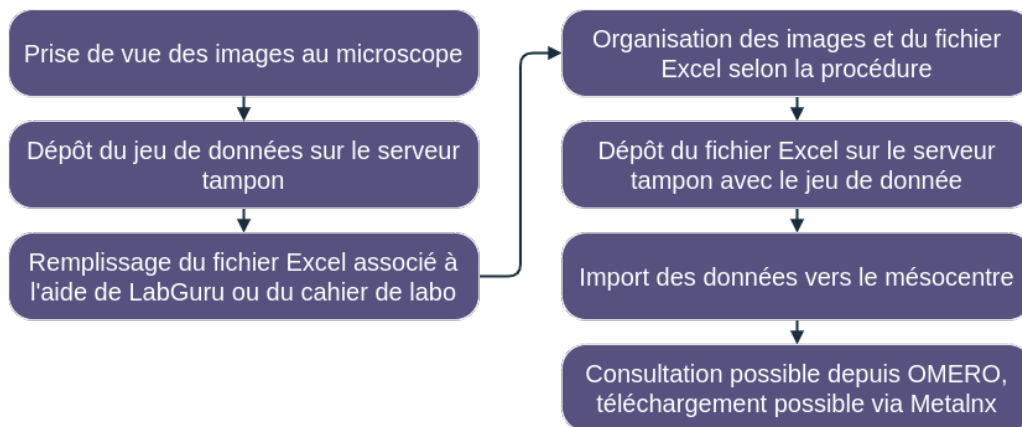 Prise de vue des images au microscope
Dépôt du jeu de données sur le serveur
tampon
Remplissage du fichier Excel associé à
l'aide de LabGuru ou du cahier de labo
Organisation des images et du fichier
Excel selon la procédure
Dépôt du fichier Excel sur le serveur
tampon avec le jeu de donnée
Import des données vers le mésocentre
Consultation possible depuis OMERO,
téléchargement possible via Metalnx